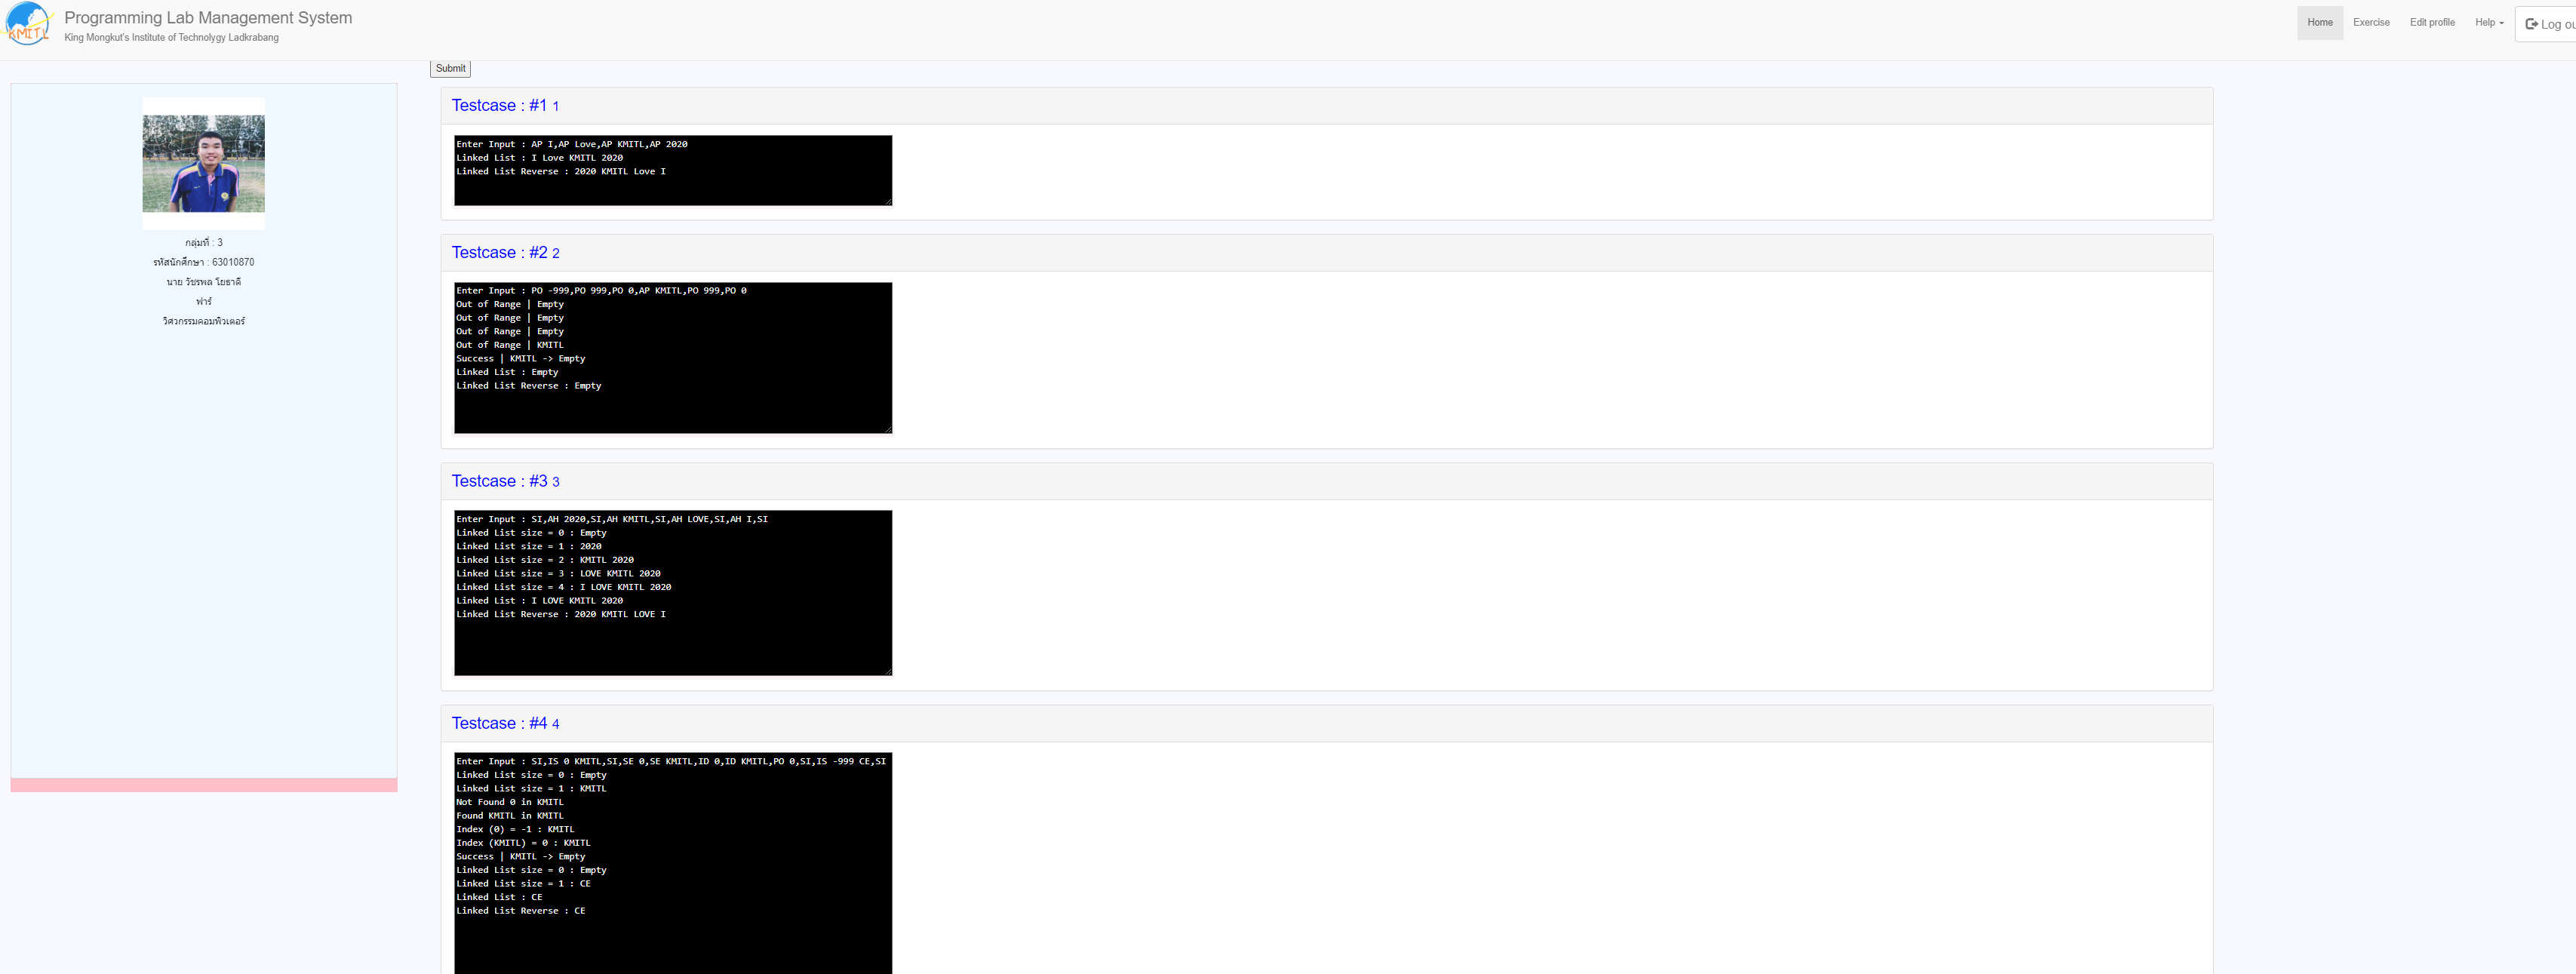 KMITL
Programming Lab Management System
King Mongkut's Institute of Technolygy Ladkrabang
Home
Exercise
Edit profile
Help
Log ou
กลุ่มที่ : 3
รหัสนักศึกษา : 63010870
นาย วัชรพล โยธาดี
ฟาร์
วิศวกรรมคอมพิวเตอร์
Submit
Testcase : #1 1
Enter Input : AP I,AP Love,AP KMITL,AP 2020
Linked List : I Love KMITL 2020
Linked List Reverse : 2020 KMITL Love I
Testcase : #2 2
Enter Input : PO -999,PO 999,PO 0,AP KMITL,PO 999,PO 0
Out of Range | Empty
Out of Range | Empty
Out of Range | Empty
Out of Range | KMITL
Success | KMITL -> Empty
Linked List : Empty
Linked List Reverse : Empty
Testcase : #3 3
Enter Input : SI,AH 2020,SI,AH KMITL,SI,AH LOVE,SI,AH I,SI
Linked List size = 0 : Empty
Linked List size = 1 : 2020
Linked List size = 2 : KMITL 2020
Linked List size = 3 : LOVE KMITL 2020
Linked List size = 4 : I LOVE KMITL 2020
Linked List : I LOVE KMITL 2020
Linked List Reverse : 2020 KMITL LOVE I
Testcase : #4 4
Enter Input : SI,IS 0 KMITL,SI,SE 0,SE KMITL,ID 0,ID KMITL,PO 0,SI,IS -999 CE,SI
Linked List size = 0 : Empty
Linked List size = 1 : KMITL
Not Found 0 in KMITL
Found KMITL in KMITL
Index (0) = -1 : KMITL
Index (KMITL) = 0 : KMITL
Success | KMITL -> Empty
Linked List size = 0 : Empty
Linked List size = 1 : CE
Linked List : CE
Linked List Reverse : CE